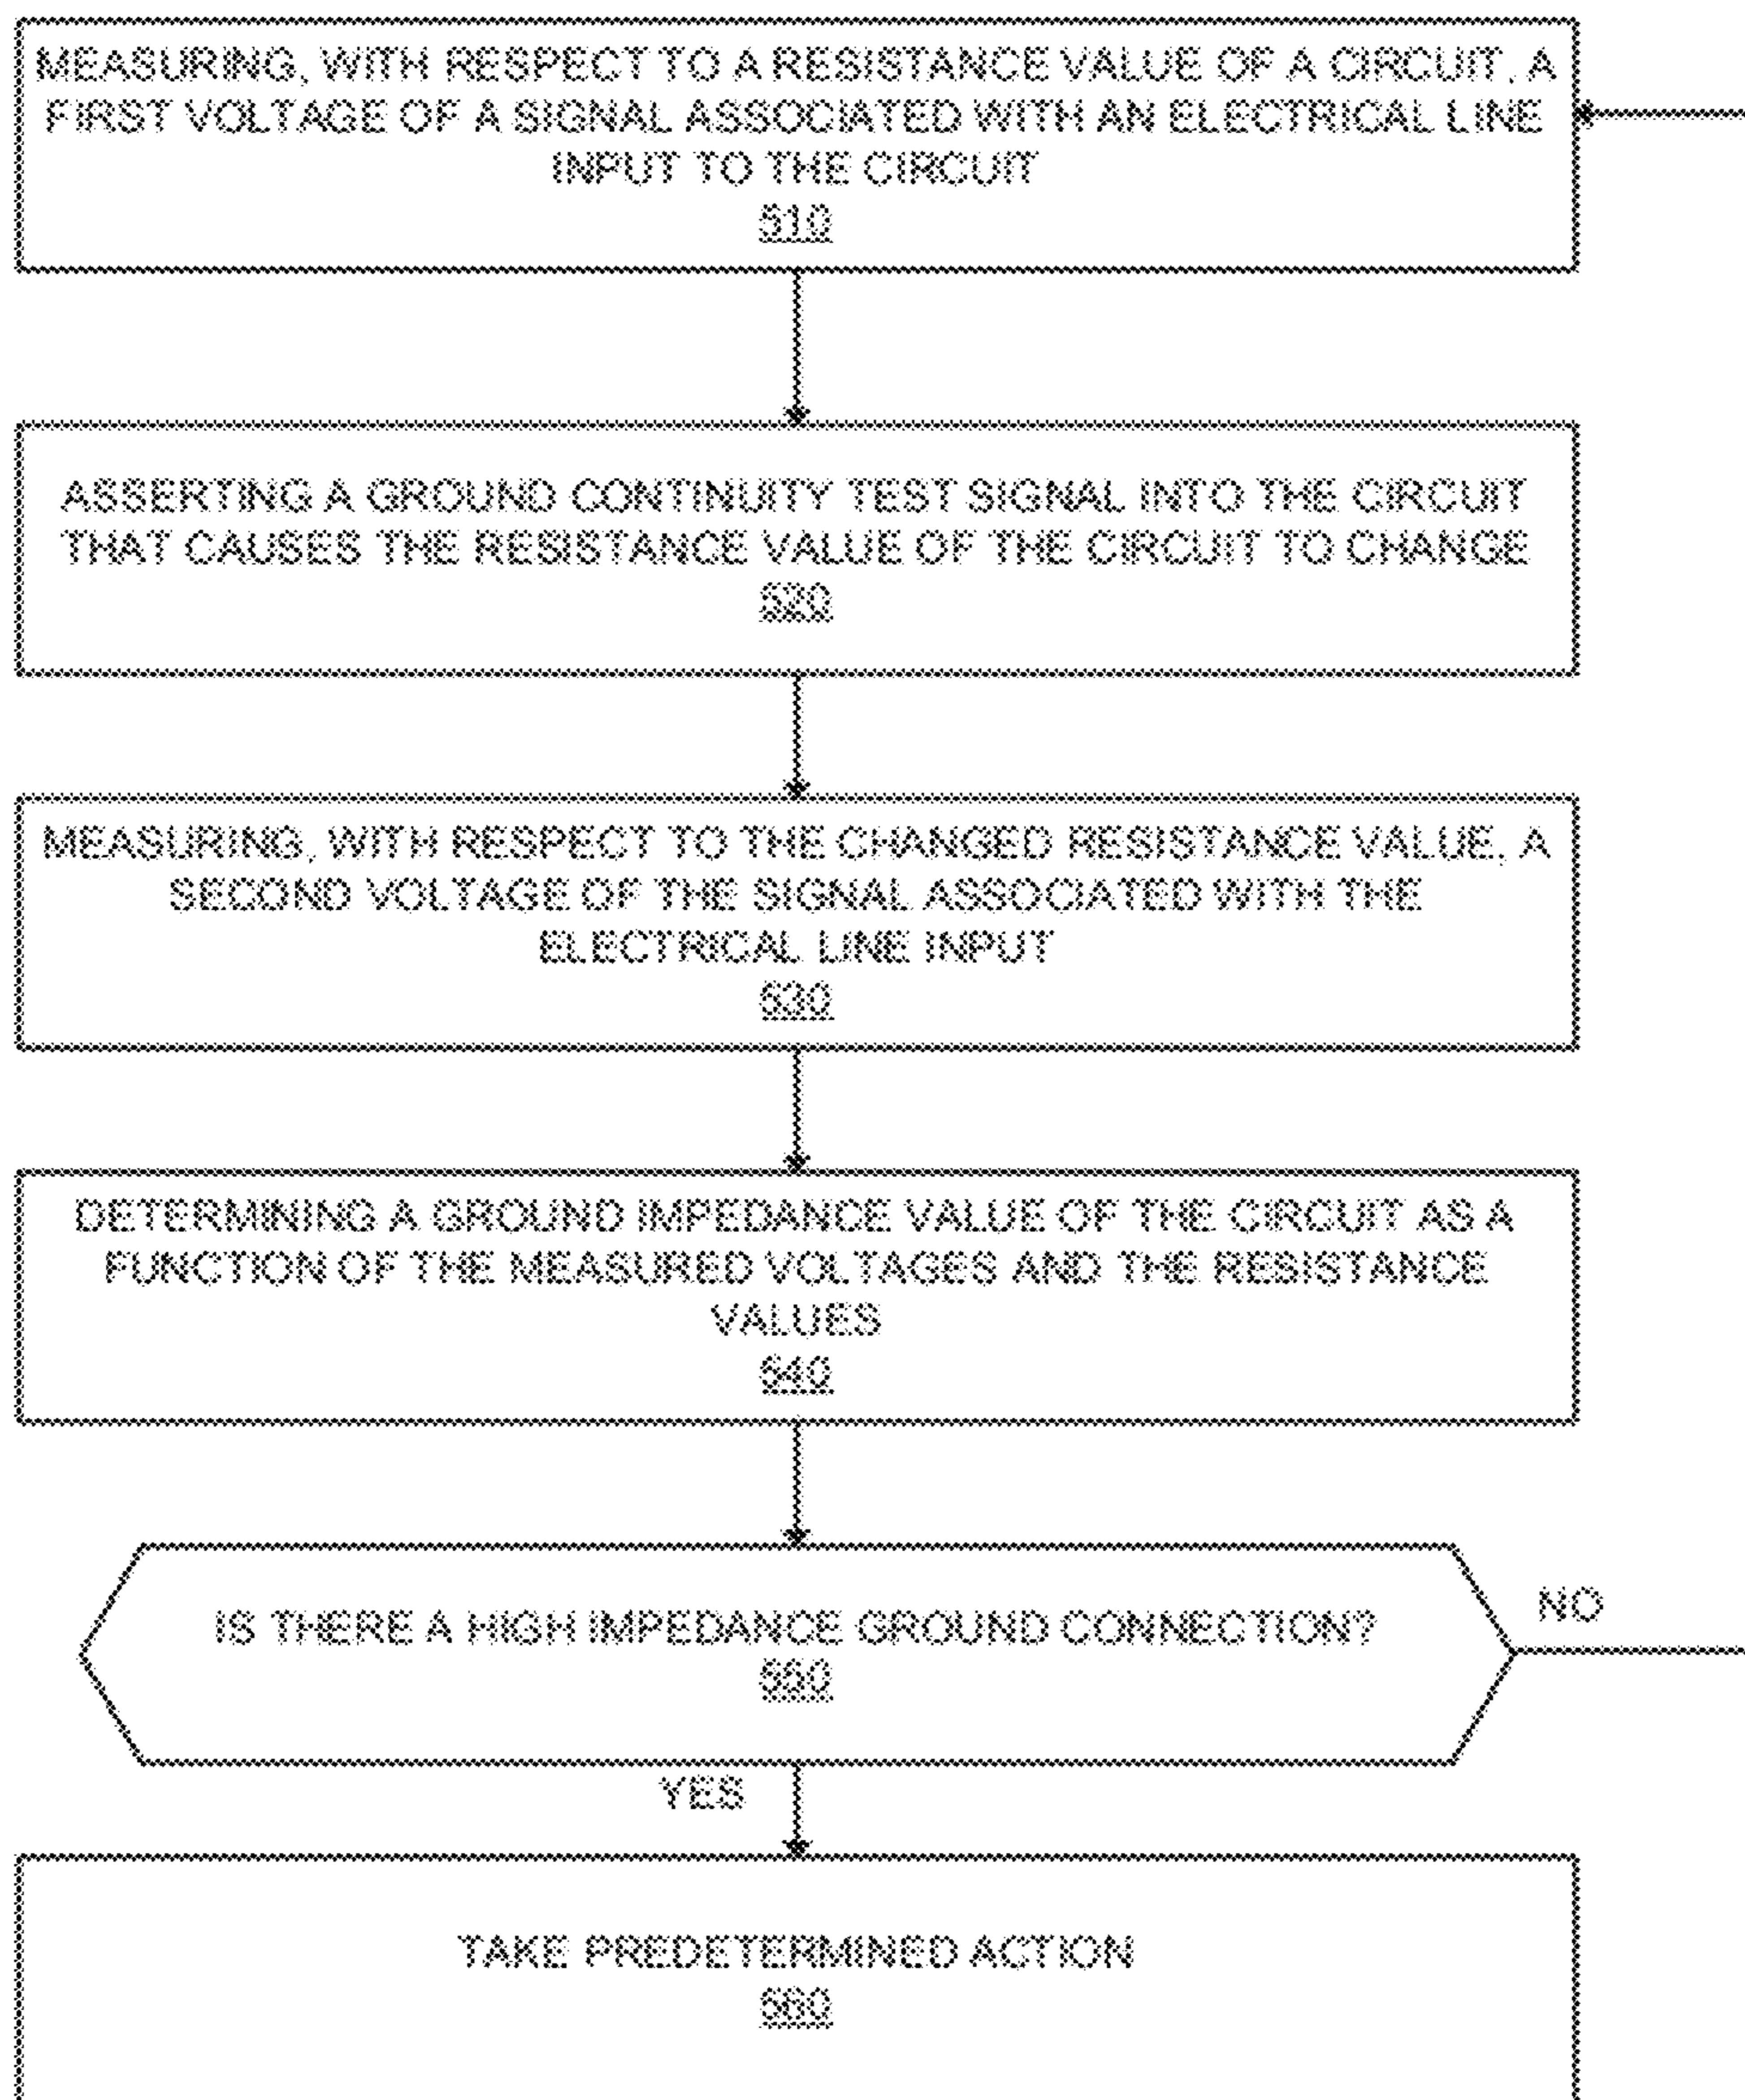 MEASURING, WITH RESPECT TO A RESISTANCE VALUE OF A CIRCUIT, A
FIRST VOLTAGE OF A SIGNAL ASSOCIATED WITH AN ELECTRICAL LINE
INPUT TO THE CIRCUIT
510
ASSERTING A GROUND CONTINUITY TEST SIGNAL INTO THE CIRCUIT
THAT CAUSES THE RESISTANCE VALUE OF THE CIRCUIT TO CHANGE
520
MEASURING, WITH RESPECT TO THE CHANGED RESISTANCE VALUE, A
SECOND VOLTAGE OF THE SIGNAL ASSOCIATED WITH THE
ELECTRICAL LINE INPUT
530
DETERMINING A GROUND IMPEDANCE VALUE OF THE CIRCUIT AS A
FUNCTION OF THE MEASURED VOLTAGES AND THE RESISTANCE
VALUES
540
IS THERE A HIGH IMPEDANCE GROUND CONNECTION?
550
NO
YES
TAKE PREDETERMINED ACTION
560